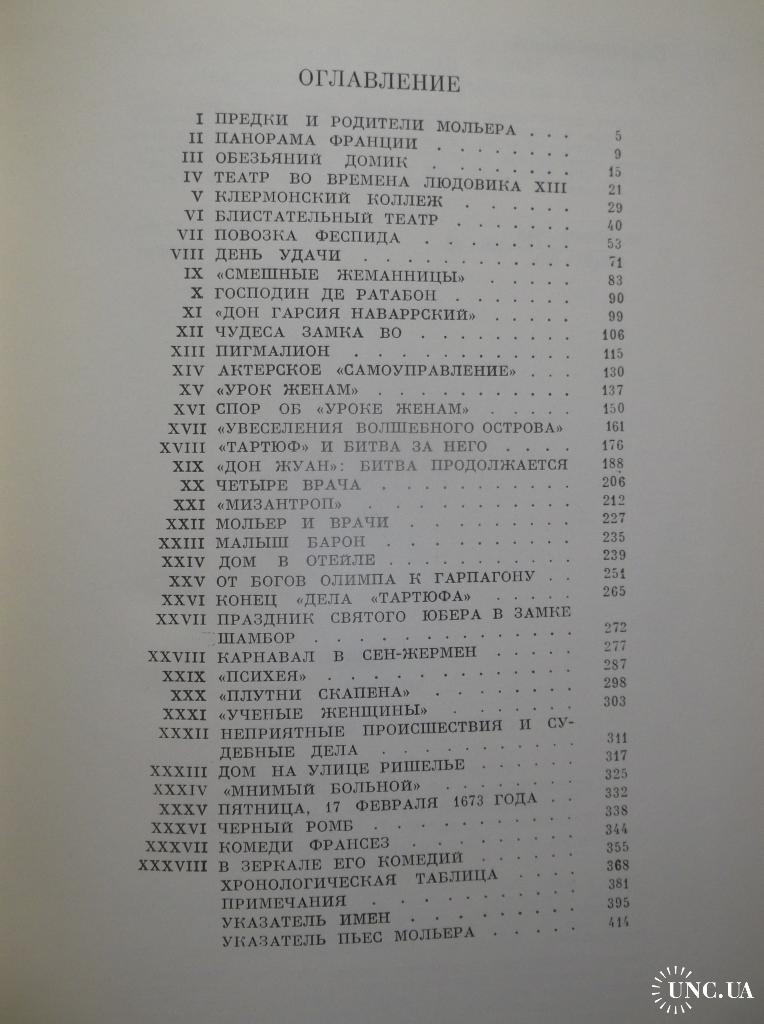 ОГЛАВЛЕНИЕ
I ПРЕДКИ И РОДИТЕЛИ МОЛЬЕРА . . . 5
II ПАНОРАМА ФРАНЦИИ . . . . . . . 9
III ОБЕЗЬЯНИЙ ДОМИК . . . . . . . 15
IV ТЕАТР ВО ВРЕМЕНА ЛЮДОВИКА XIII 21
V КЛЕРМОНСКИЙ КОЛЛЕЖ . . . . . . 29
VI БЛИСТАТЕЛЬНЫЙ ТЕАТР . . . . . . 40
VII ПОВОЗКА ФЕСПИДА . . . . . . . 53
VIII ДЕНЬ УДАЧИ . . . . . . . . . . 71
IX «СМЕШНЫЕ ЖЕМАННИЦЫ» . . . . . 83
X ГОСПОДИН ДЕ РАТАБОН . . . . . . 90
XI «ДОН ГАРСИЯ НАВАРРСКИЙ» . . . . . 99
XII ЧУДЕСА ЗАМКА ВО . . . . . . . . 106
XIII ПИГМАЛИОН . . . . . . . . . . 115
XIV АКТЕРСКОЕ «САМОУПРАВЛЕНИЕ» . . . 130
XV «УРОК ЖЕНАМ» . . . . . . . . . . 137
XVI СПОР ОБ «УРОКЕ ЖЕНАМ» . . . . . 150
XVII «УВЕСЕЛЕНИЯ ВОЛШЕБНОГО ОСТРОВА» 161
XVIII «ТАРТЮФ» И БИТВА ЗА НЕГО . . . . 176
XIX «ДОН ЖУАН»: БИТВА ПРОДОЛЖАЕТСЯ 188
XX ЧЕТЫРЕ ВРАЧА . . . . . . . . . 206
XXI «МИЗАНТРОП» . . . . . . . . . . 212
XXII МОЛЬЕР И ВРАЧИ . . . . . . . . 227
XXIII МАЛЫШ БАРОН . . . . . . . . . 235
XXIV ДОМ В ОТЕЙЛЕ . . . . . . . . . 239
XXV ОТ БОГОВ ОЛИМПА К ГАРПАГОНУ . . 251
XXVI КОНЕЦ «ДЕЛА «ТАРТЮФА» . . . . . 265
XXVII ПРАЗДНИК СВЯТОГО ЮБЕРА В ЗАМКЕ
ШАМБОР . . . . . . . . . . . . 272
XXVIII КАРНАВАЛ В СЕН-ЖЕРМЕН . . . . . 277
XXIX «ПСИХЕЯ» . . . . . . . . . . . 287
XXX «ПЛУТНИ СКАПЕНА» . . . . . . . 298
XXXI «УЧЕНЫЕ ЖЕНЩИНЫ» . . . . . . . 303
XXXII НЕПРИЯТНЫЕ ПРОИСШЕСТВИЯ И СУ-
ДЕБНЫЕ ДЕЛА . . . . . . . . . 311
XXXIII ДОМ НА УЛИЦЕ РИШЕЛЬЕ . . . . . 317
XXXIV «МНИМЫЙ БОЛЬНОЙ» . . . . . . . 325
XXXV ПЯТНИЦА, 17 ФЕВРАЛЯ 1673 ГОДА . . 332
XXXVI ЧЕРНЫЙ РОМБ . . . . . . . . . 338
XXXVII КОМЕДИ ФРАНСЕЗ . . . . . . . . 344
XXXVIII В ЗЕРКАЛЕ ЕГО КОМЕДИЙ . . . . . 355
ХРОНОЛОГИЧЕСКАЯ ТАБЛИЦА . . . . 368
ПРИМЕЧАНИЯ . . . . . . . . . . 381
УКАЗАТЕЛЬ ИМЕН . . . . . . . . 395
УКАЗАТЕЛЬ ПЬЕС МОЛЬЕРА . . . . . 414
UNC.UA